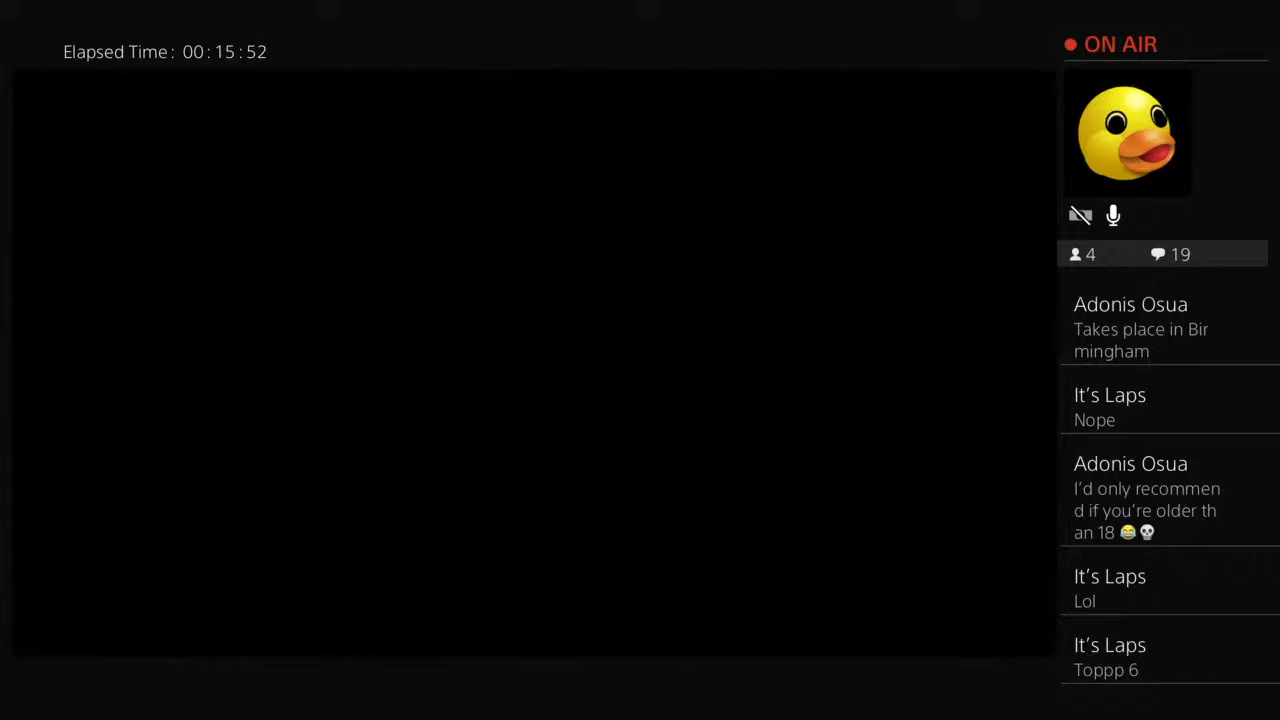 Elapsed Time: 00:15:52
ON AIR
4 19
Adonis Osua
Takes place in Bir
mingham
It's Laps
Nope
Adonis Osua
I'd only recommen
d if you're older th
an 18 😂💀
It's Laps
Lol
It's Laps
Toppp 6